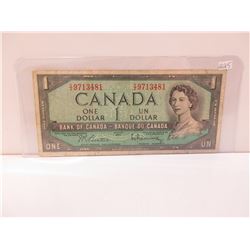 9713481 9713481
CANADA
ONE DOLLAR 1 UN DOLLAR
BANK OF CANADA - BANQUE DU CANADA
ONE UN